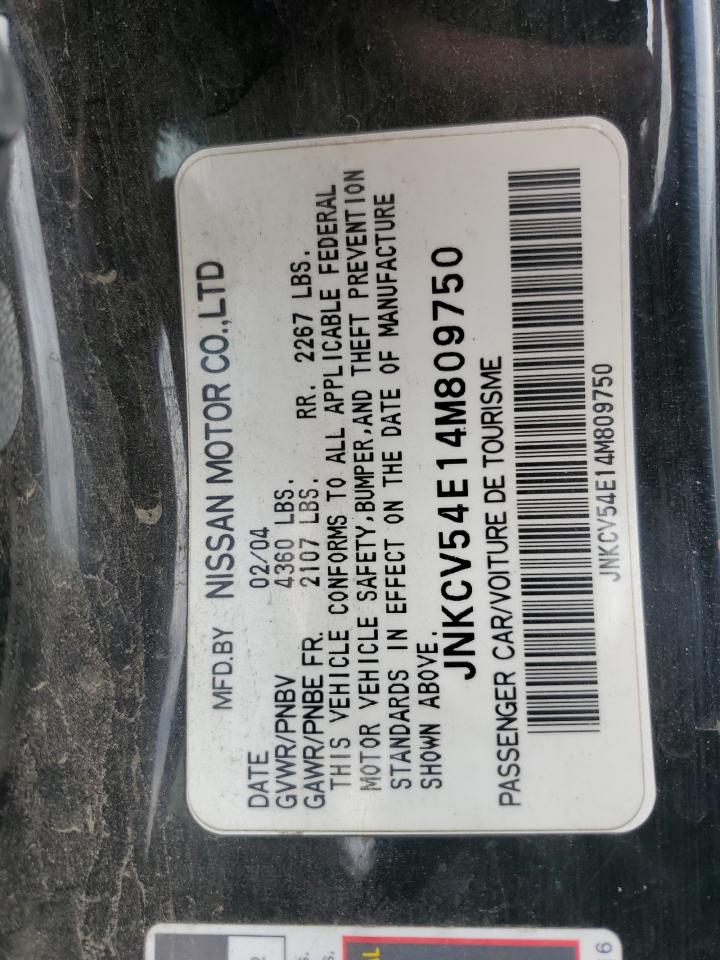 MFD.BY NISSAN MOTOR CO.,LTD
DATE 02/04
GVWR/PNBV 4360 LBS.
GAWR/PNBE FR. 2107 LBS. RR. 2267 LBS.
THIS VEHICLE CONFORMS TO ALL APPLICABLE FEDERAL
MOTOR VEHICLE SAFETY,BUMPER,AND THEFT PREVENTION
STANDARDS IN EFFECT ON THE DATE OF MANUFACTURE
SHOWN ABOVE.
JNKCV54E14M809750
PASSENGER CAR/VOITURE DE TOURISME
JNKCV54E14M809750